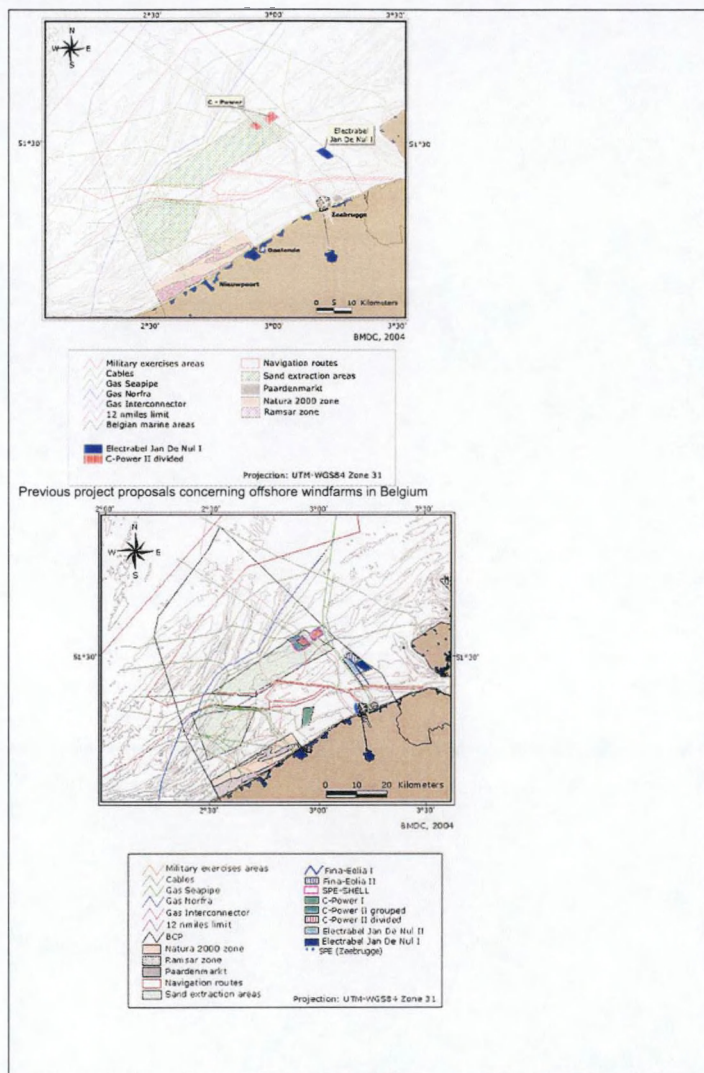 2°30' 3°00' 3°30'
N
W E
S
C - Power
Electrabel
Jan De Nul I
51°30' 51°30'
Zeebrugge
Oostende
Nieuwpoort
0 5 10 Kilometers
2°30' 3°00' 3°30'
BMDC, 2004
Military exercises areas
Cables
Gas Seapipe
Gas Norfra
Gas Interconnector
12 nmiles limit
Belgian marine areas
Navigation routes
Sand extraction areas
Paardenmarkt
Natura 2000 zone
Ramsar zone
Electrabel Jan De Nul I
C-Power II divided
Projection: UTM-WGS84 Zone 31
Previous project proposals concerning offshore windfarms in Belgium
2°00' 2°30' 3°00' 3°30'
N
W E
S
51°30' 51°30'
0 10 20 Kilometers
2°30' 3°00' 3°30'
BMDC, 2004
Military exercises areas
Cables
Gas Seapipe
Gas Norfra
Gas Interconnector
12 nmiles limit
BCP
Natura 2000 zone
Ramsar zone
Paardenmarkt
Navigation routes
Sand extraction areas
Fina-Eolia I
Fina-Eolia II
SPE-SHELL
C-Power I
C-Power II grouped
C-Power II divided
Electrabel Jan De Nul II
Electrabel Jan De Nul I
SPE (Zeebrugge)
Projection: UTM-WGS84 Zone 31